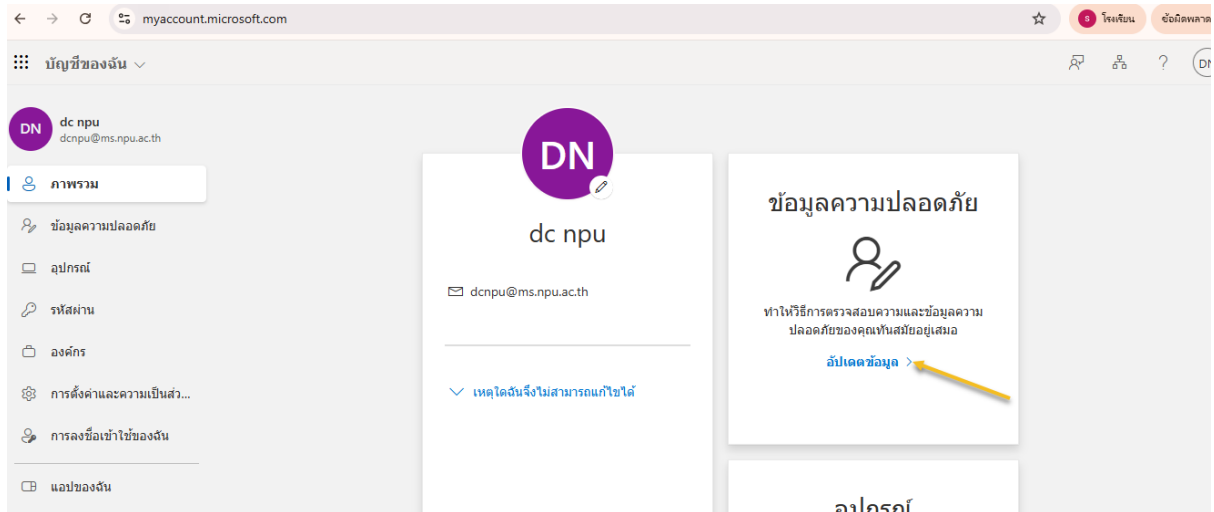 myaccount.microsoft.com
S โรงเรียน
ข้อผิดพลาด
บัญชีของฉัน
?
DN
dc npu
dcnpu@ms.npu.ac.th
ภาพรวม
ข้อมูลความปลอดภัย
อุปกรณ์
รหัสผ่าน
องค์กร
การตั้งค่าและความเป็นส่ว...
การลงชื่อเข้าใช้ของฉัน
แอปของฉัน
DN
dc npu
dcnpu@ms.npu.ac.th
เหตุใดฉันจึงไม่สามารถแก้ไขได้
ข้อมูลความปลอดภัย
ทำให้วิธีการตรวจสอบความและข้อมูลความ
ปลอดภัยของคุณทันสมัยอยู่เสมอ
อัปเดตข้อมูล >
อุปกรณ์